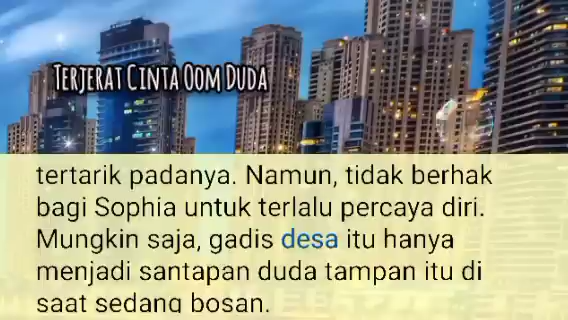 TERJERAT CINTA OOM DUDA
tertarik padanya. Namun, tidak berhak
bagi Sophia untuk terlalu percaya diri.
Mungkin saja, gadis desa itu hanya
menjadi santapan duda tampan itu di
saat sedang bosan.